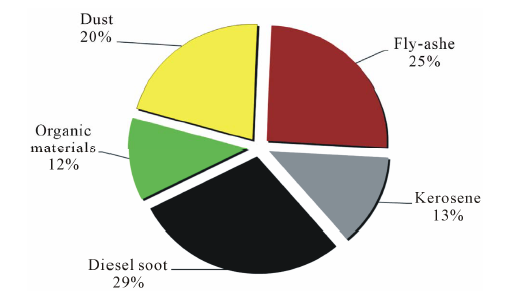 Dust
20%
Fly-ashe
25%
Organic
materials
12%
Kerosene
13%
Diesel soot
29%